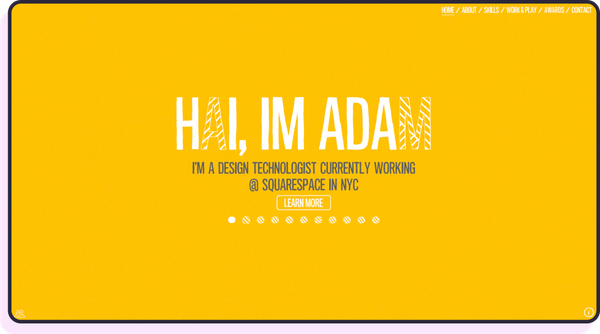 HOME / ABOUT / SKILLS / WORK & PLAY / AWARDS / CONTACT
HAI, IM ADAM
I'M A DESIGN TECHNOLOGIST CURRENTLY WORKING
@ SQUARESPACE IN NYC
LEARN MORE